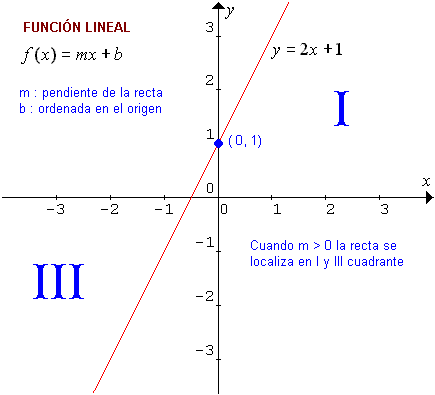 FUNCIÓN LINEAL
f(x) = mx + b
m : pendiente de la recta
b : ordenada en el origen
y
3
y = 2x + 1
2
I
1
(0, 1)
0
x
-3 -2 -1 0 1 2 3
-1
Cuando m > 0 la recta se
localiza en I y III cuadrante
III
-2
-3